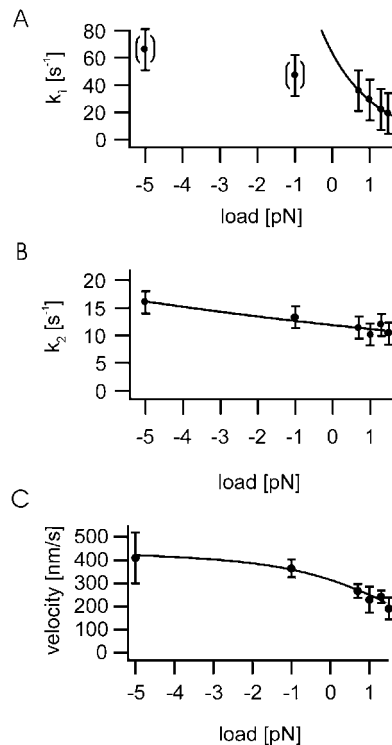 A
80
60
40
20
0
k₁ [s⁻¹]
-5 -4 -3 -2 -1 0 1
load [pN]
B
20
15
10
5
0
k₂ [s⁻¹]
-5 -4 -3 -2 -1 0 1
load [pN]
C
500
400
300
200
100
0
velocity [nm/s]
-5 -4 -3 -2 -1 0 1
load [pN]